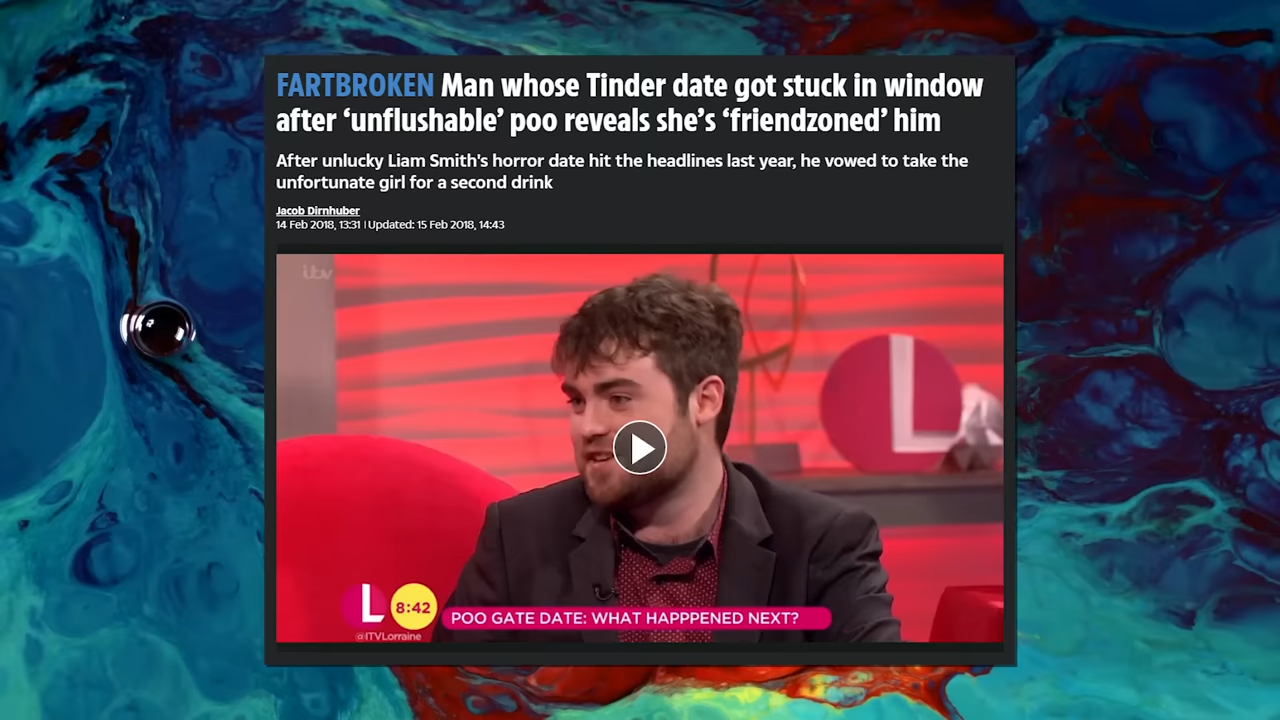 FARTBROKEN Man whose Tinder date got stuck in window
after ‘unflushable’ poo reveals she’s ‘friendzoned’ him
After unlucky Liam Smith's horror date hit the headlines last year, he vowed to take the
unfortunate girl for a second drink
Jacob Dirnhuber
14 Feb 2018, 13:31 | Updated: 15 Feb 2018, 14:43
itv
L
L 8:42
POO GATE DATE: WHAT HAPPPENED NEXT?
@ITVLorraine